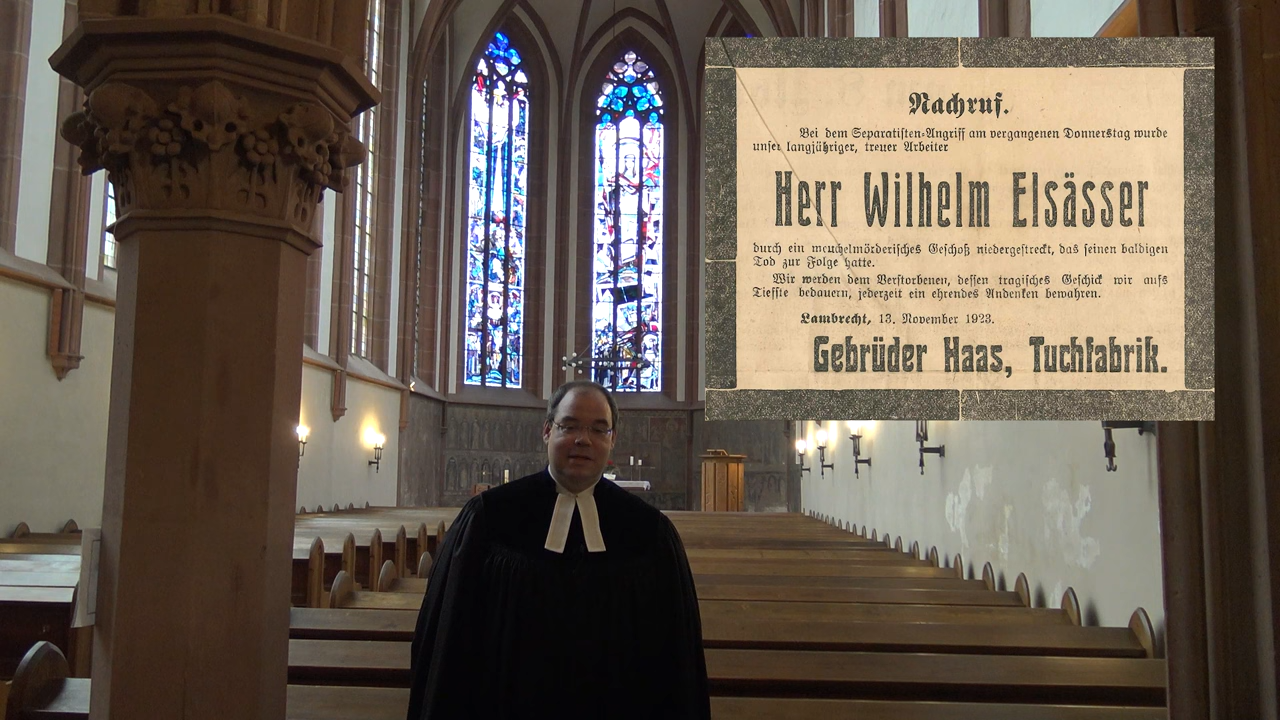 Nachruf.
Bei dem Separatisten-Angriff am vergangenen Donnerstag wurde
unser langjähriger, treuer Arbeiter
Herr Wilhelm Elsässer
durch ein meuchelmörderisches Geschoß niedergestreckt, das seinen baldigen
Tod zur Folge hatte.
Wir werden dem Verstorbenen, dessen tragisches Geschick wir aufs
Tiefste bedauern, jederzeit ein ehrendes Andenken bewahren.
Lambrecht, 13. November 1923.
Gebrüder Haas, Tuchfabrik.